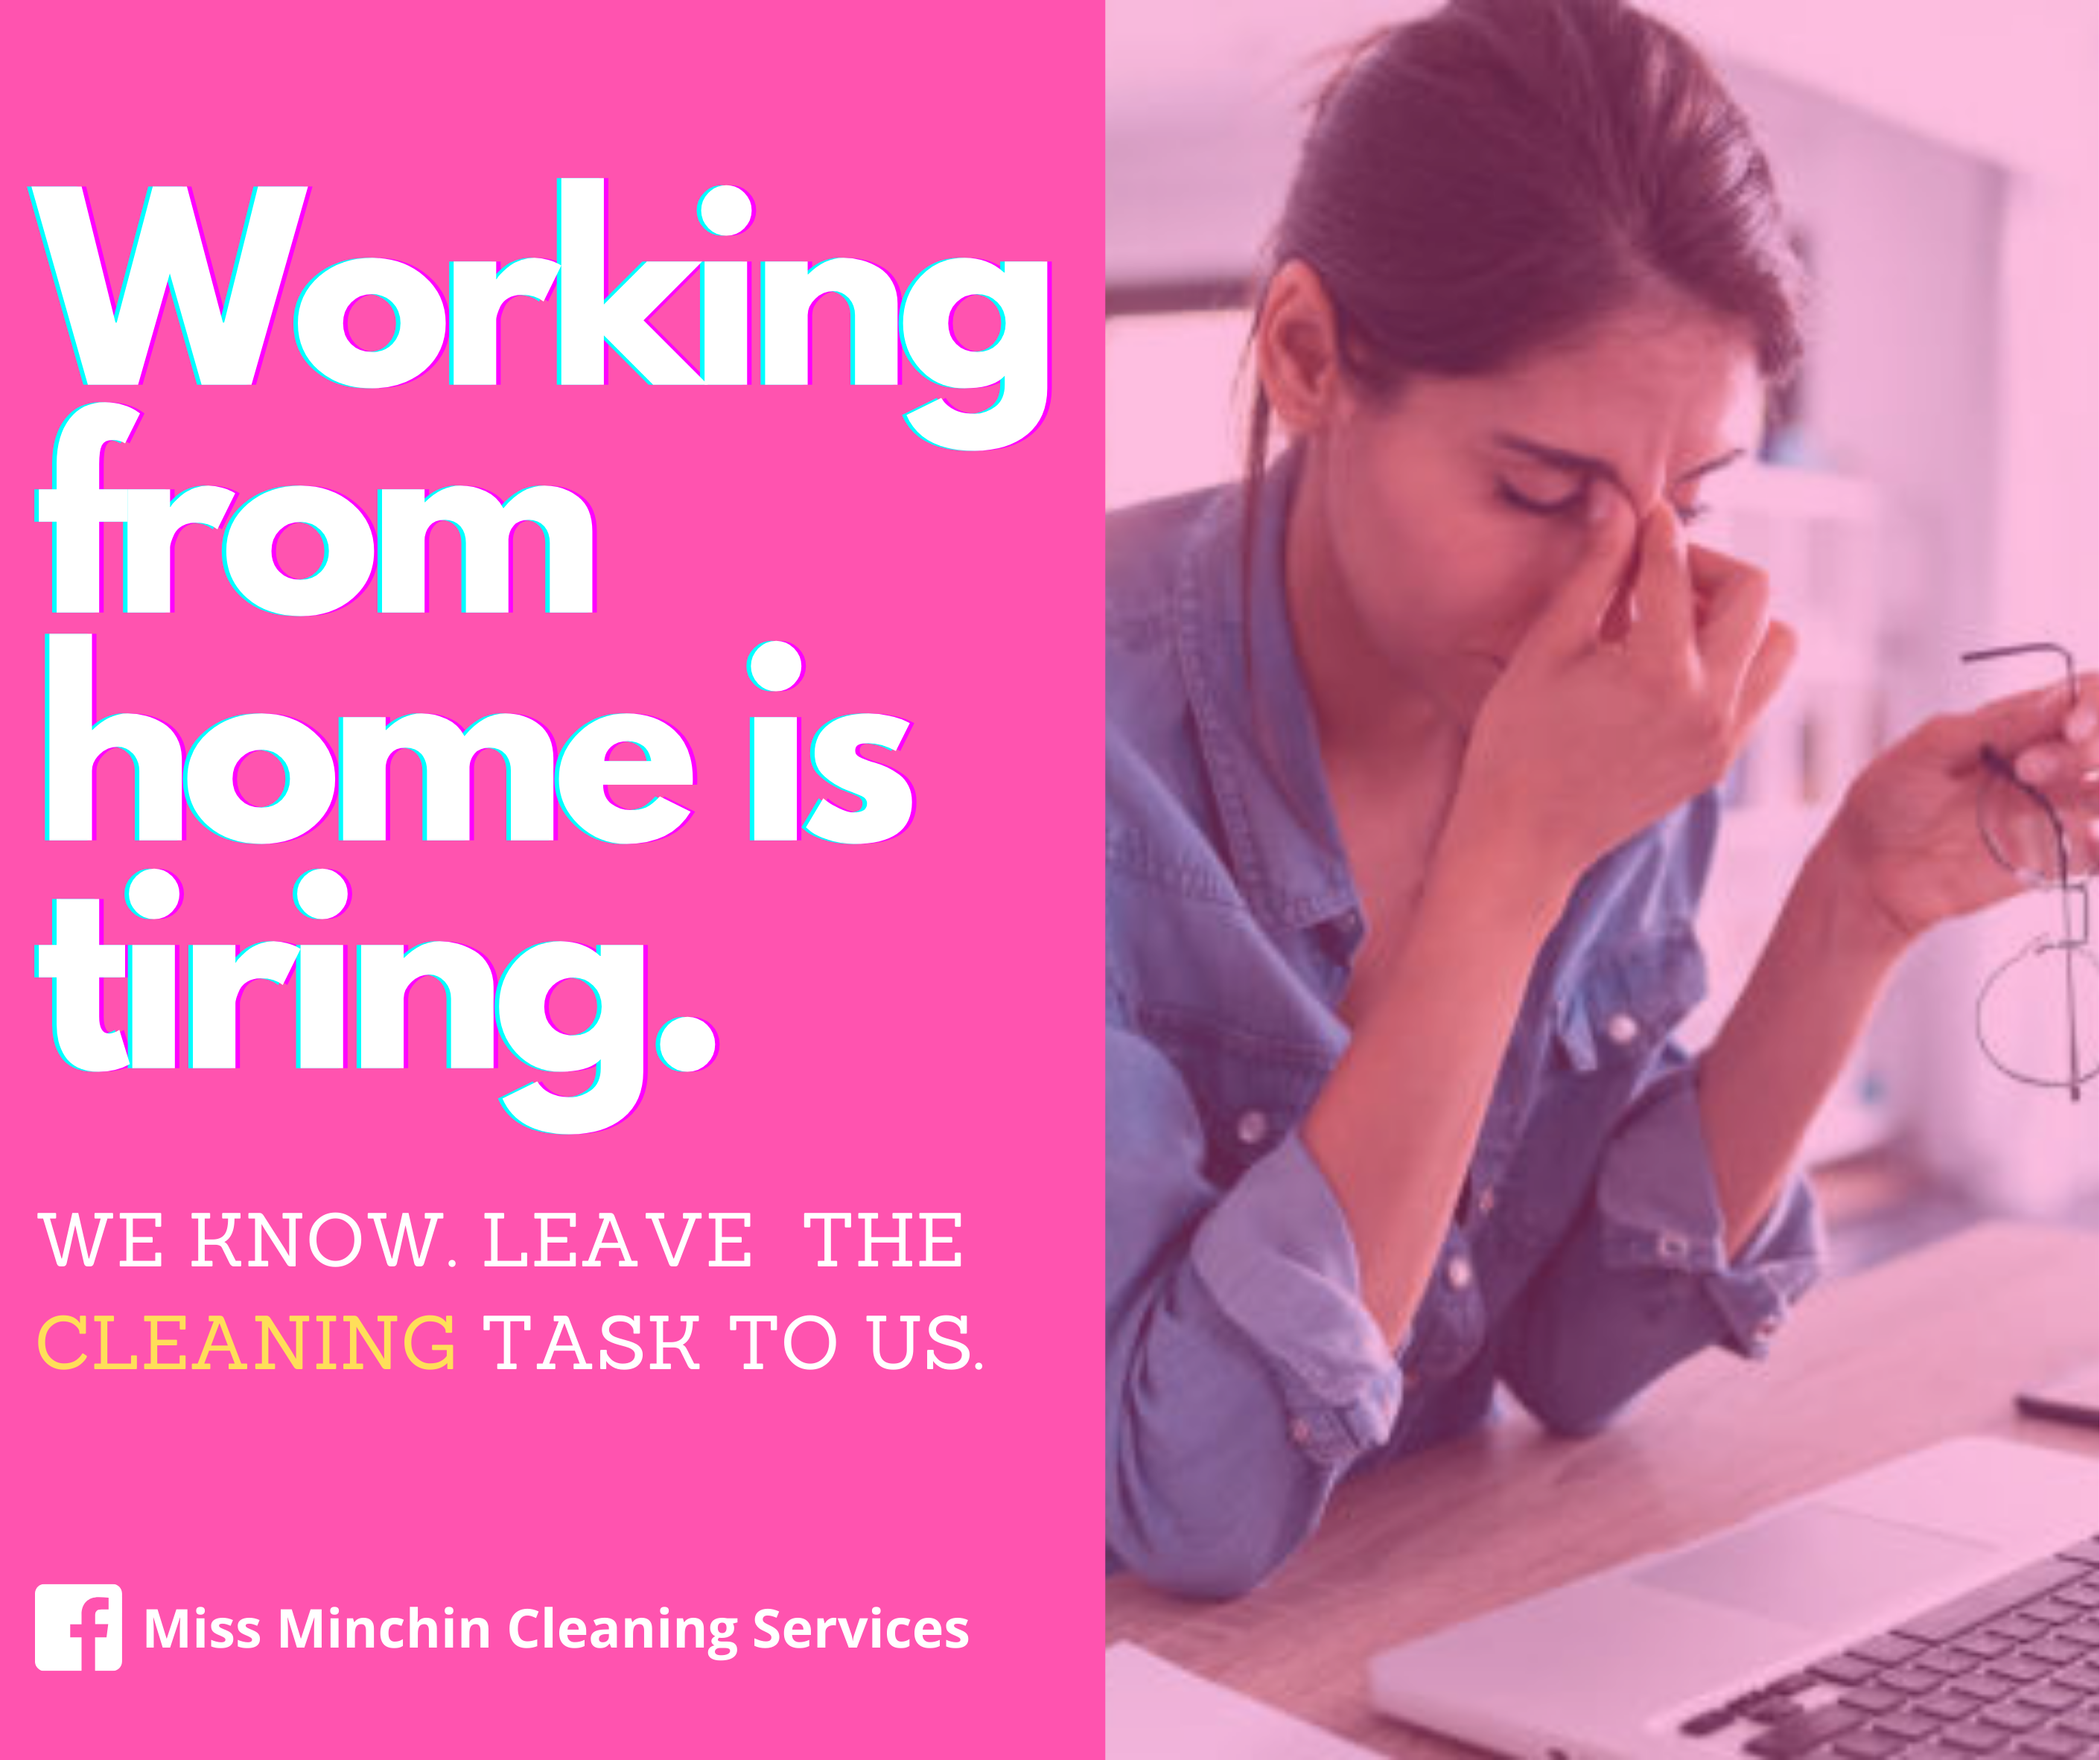 Working
from
home is
tiring.
WE KNOW. LEAVE THE
CLEANING TASK TO US.
Miss Minchin Cleaning Services